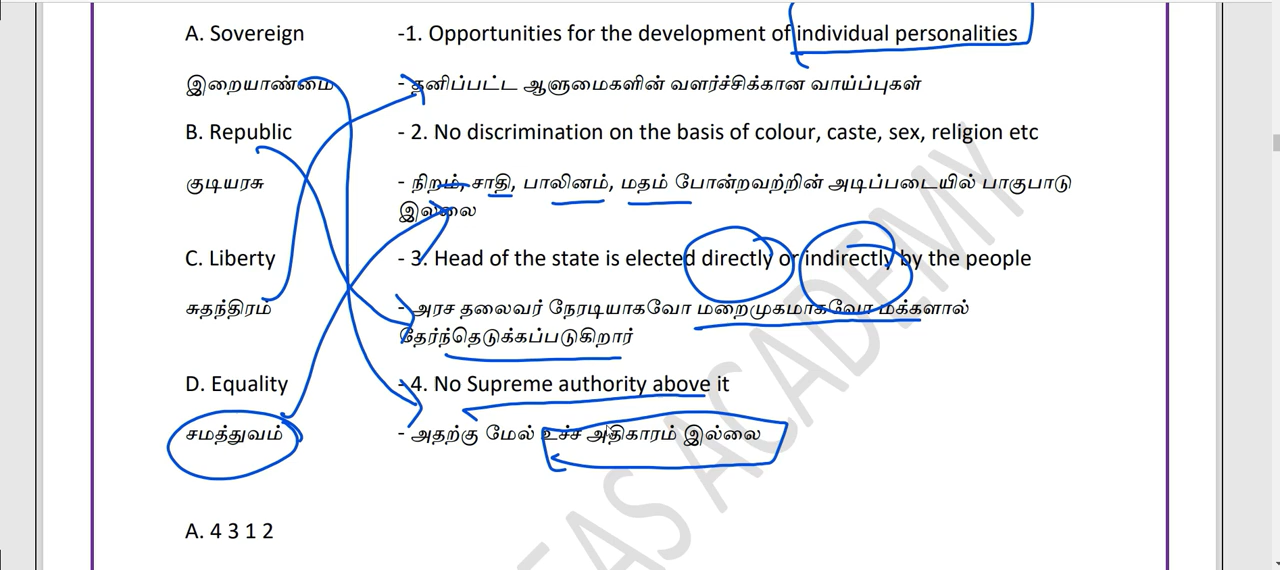 A. Sovereign -1. Opportunities for the development of individual personalities
இறையாண்மை - தனிப்பட்ட ஆளுமைகளின் வளர்ச்சிக்கான வாய்ப்புகள்
B. Republic - 2. No discrimination on the basis of colour, caste, sex, religion etc
குடியரசு - நிறம், சாதி, பாலினம், மதம் போன்றவற்றின் அடிப்படையில் பாகுபாடு
இல்லை
C. Liberty - 3. Head of the state is elected directly or indirectly by the people
சுதந்திரம் - அரச தலைவர் நேரடியாகவோ மறைமுகமாகவோ மக்களால்
தேர்ந்தெடுக்கப்படுகிறார்
D. Equality - 4. No Supreme authority above it
சமத்துவம் - அதற்கு மேல் உச்ச அதிகாரம் இல்லை
A. 4 3 1 2
EAS ACADEMY